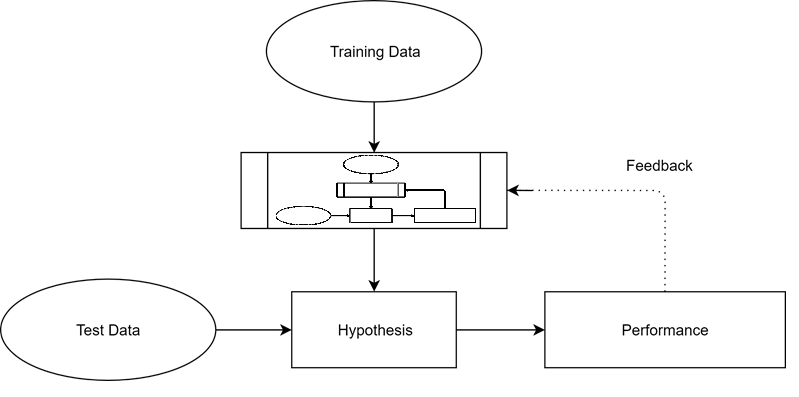 Training Data
Feedback
Test Data
Hypothesis
Performance